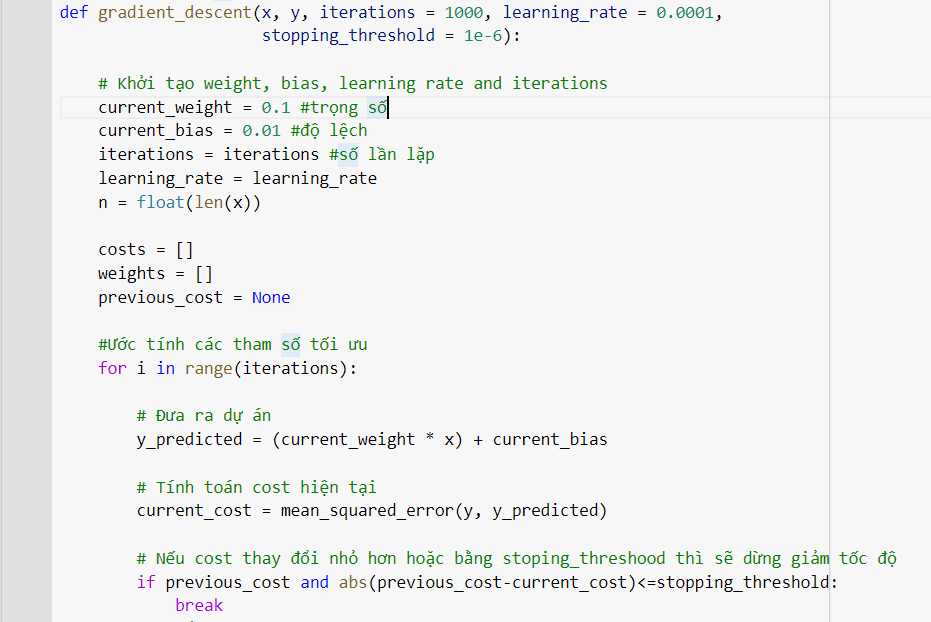 def gradient_descent(x, y, iterations = 1000, learning_rate = 0.0001,
stopping_threshold = 1e-6):
# Khởi tạo weight, bias, learning rate and iterations
current_weight = 0.1 #trọng số
current_bias = 0.01 #độ lệch
iterations = iterations #số lần lặp
learning_rate = learning_rate
n = float(len(x))
costs = []
weights = []
previous_cost = None
#Ước tính các tham số tối ưu
for i in range(iterations):
# Đưa ra dự án
y_predicted = (current_weight * x) + current_bias
# Tính toán cost hiện tại
current_cost = mean_squared_error(y, y_predicted)
# Nếu cost thay đổi nhỏ hơn hoặc bằng stoping_threshood thì sẽ dừng giảm tốc độ
if previous_cost and abs(previous_cost-current_cost)<=stopping_threshold:
break